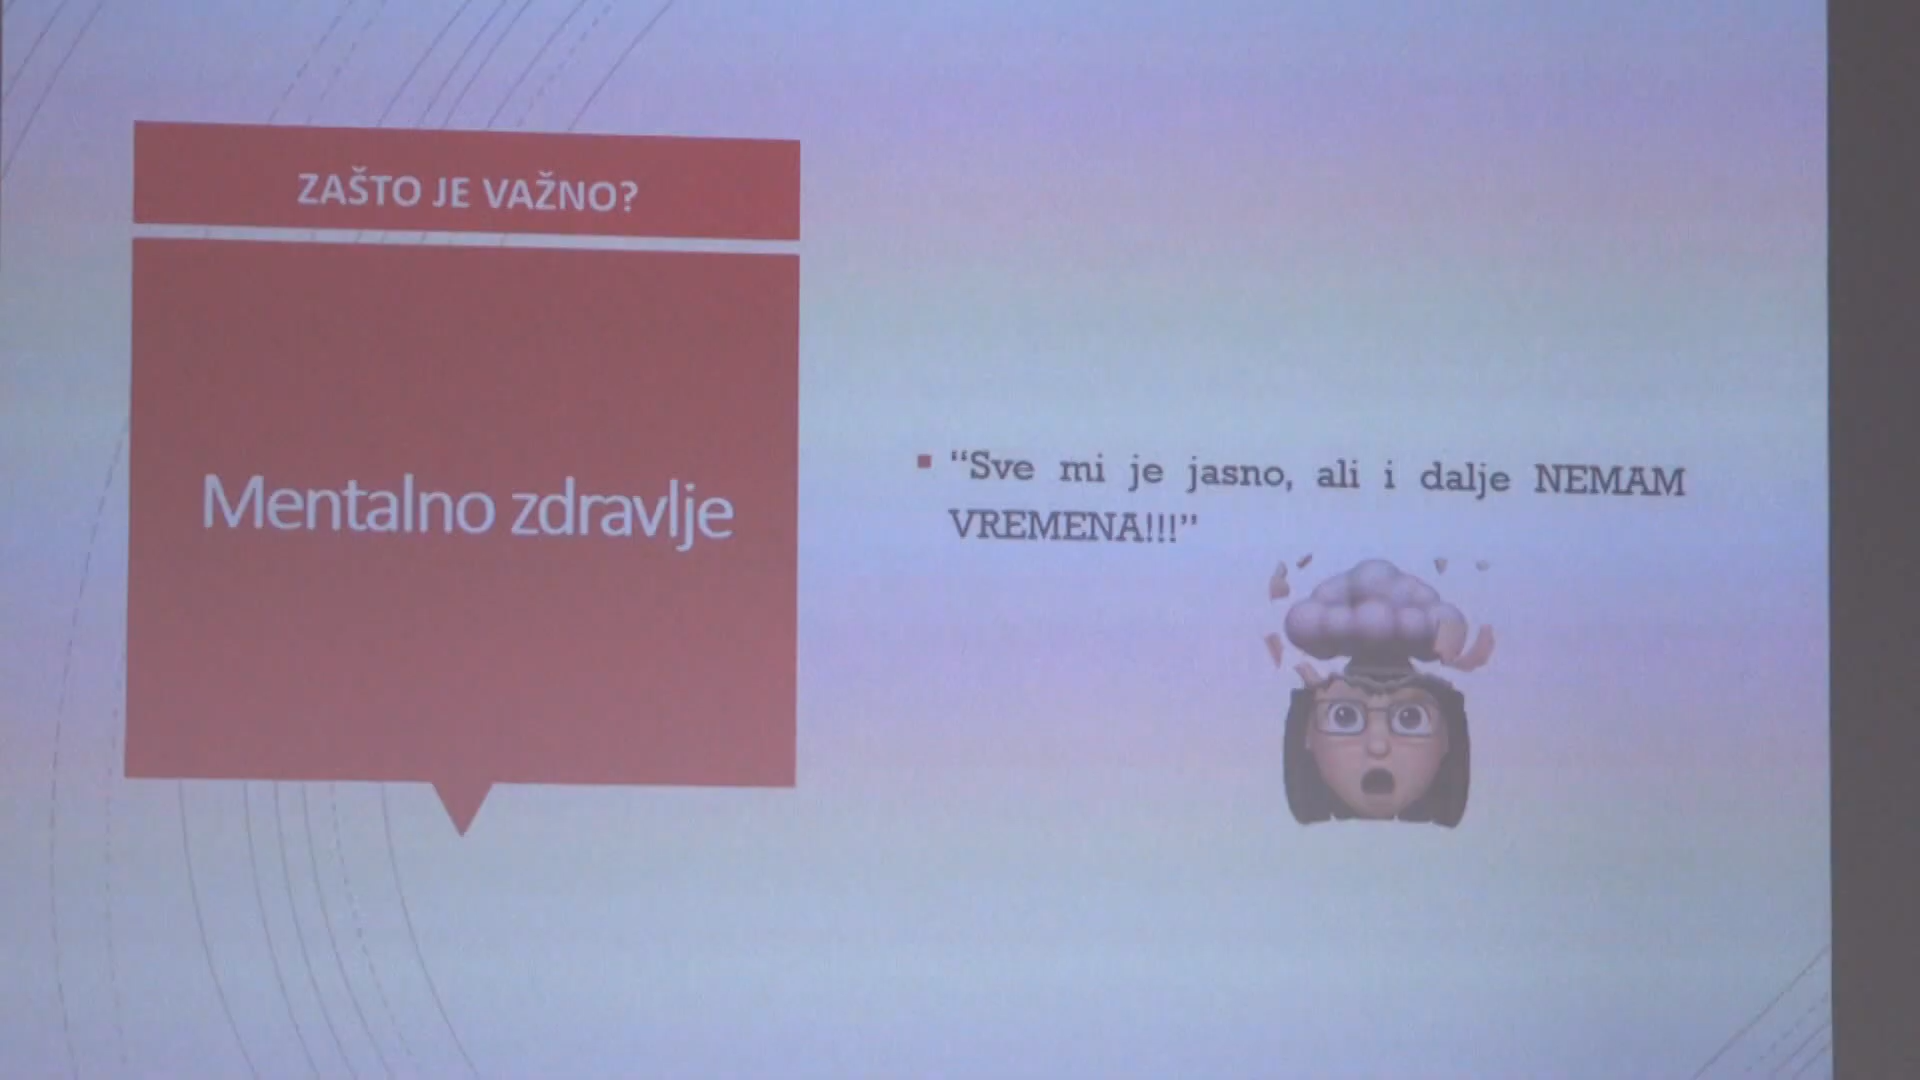 ZAŠTO JE VAŽNO?
Mentalno zdravlje
“Sve mi je jasno, ali i dalje NEMAM
VREMENA!!!”